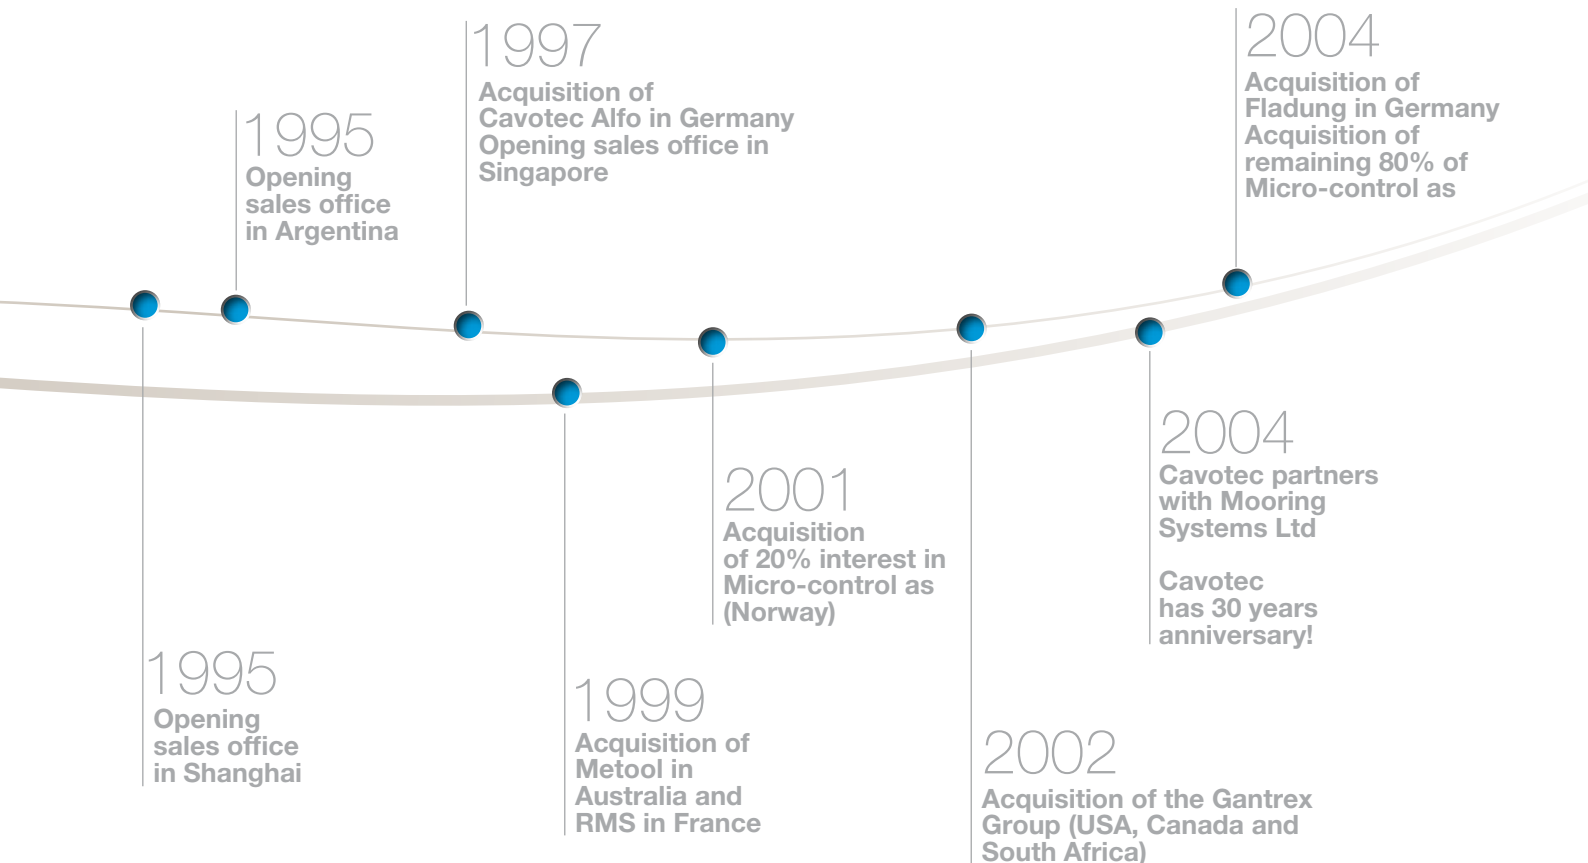 1995
Opening
sales office
in Shanghai
1995
Opening
sales office
in Argentina
1997
Acquisition of
Cavotec Alfo in Germany
Opening sales office in
Singapore
1999
Acquisition of
Metool in
Australia and
RMS in France
2001
Acquisition
of 20% interest in
Micro-control as
(Norway)
2002
Acquisition of the Gantrex
Group (USA, Canada and
South Africa)
2004
Cavotec partners
with Mooring
Systems Ltd
Cavotec
has 30 years
anniversary!
2004
Acquisition of
Fladung in Germany
Acquisition of
remaining 80% of
Micro-control as